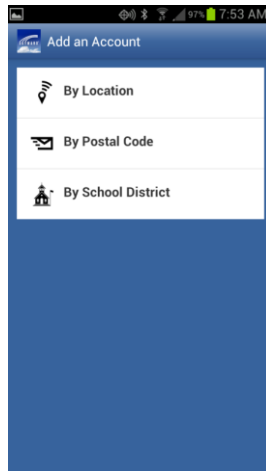 97% 7:53 AM
Add an Account
By Location
By Postal Code
By School District